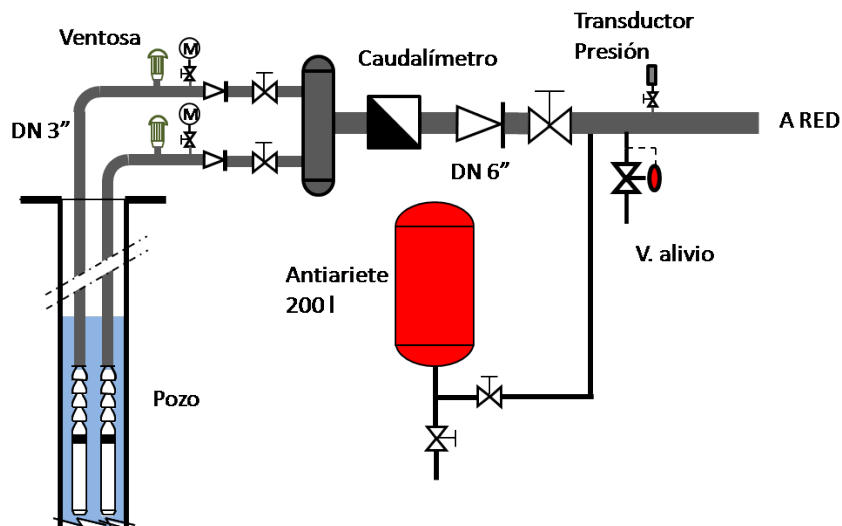 Ventosa
M
M
DN 3”
Caudalímetro
Transductor
Presión
A RED
DN 6”
V. alivio
Antiariete
200 l
Pozo